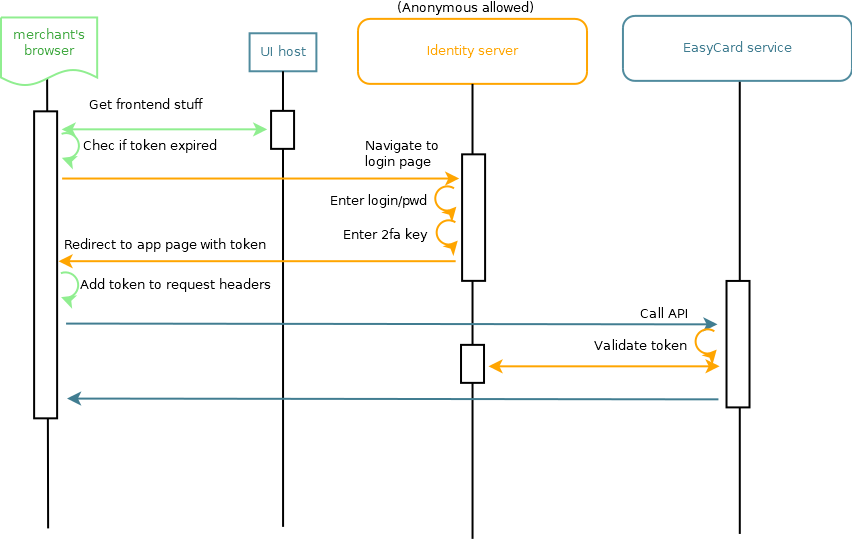 (Anonymous allowed)
merchant's
browser
UI host
Identity server
EasyCard service
Get frontend stuff
Chec if token expired
Navigate to
login page
Enter login/pwd
Enter 2fa key
Redirect to app page with token
Add token to request headers
Call API
Validate token